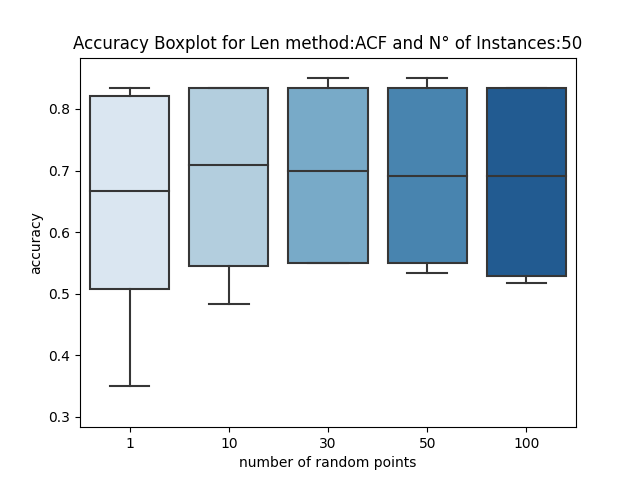 Accuracy Boxplot for Len method:ACF and N° of Instances:50
accuracy
0.8
0.7
0.6
0.5
0.4
0.3
1 10 30 50 100
number of random points